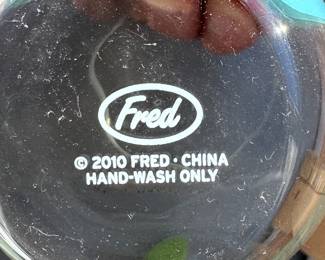 Fred
© 2010 FRED · CHINA
HAND-WASH ONLY